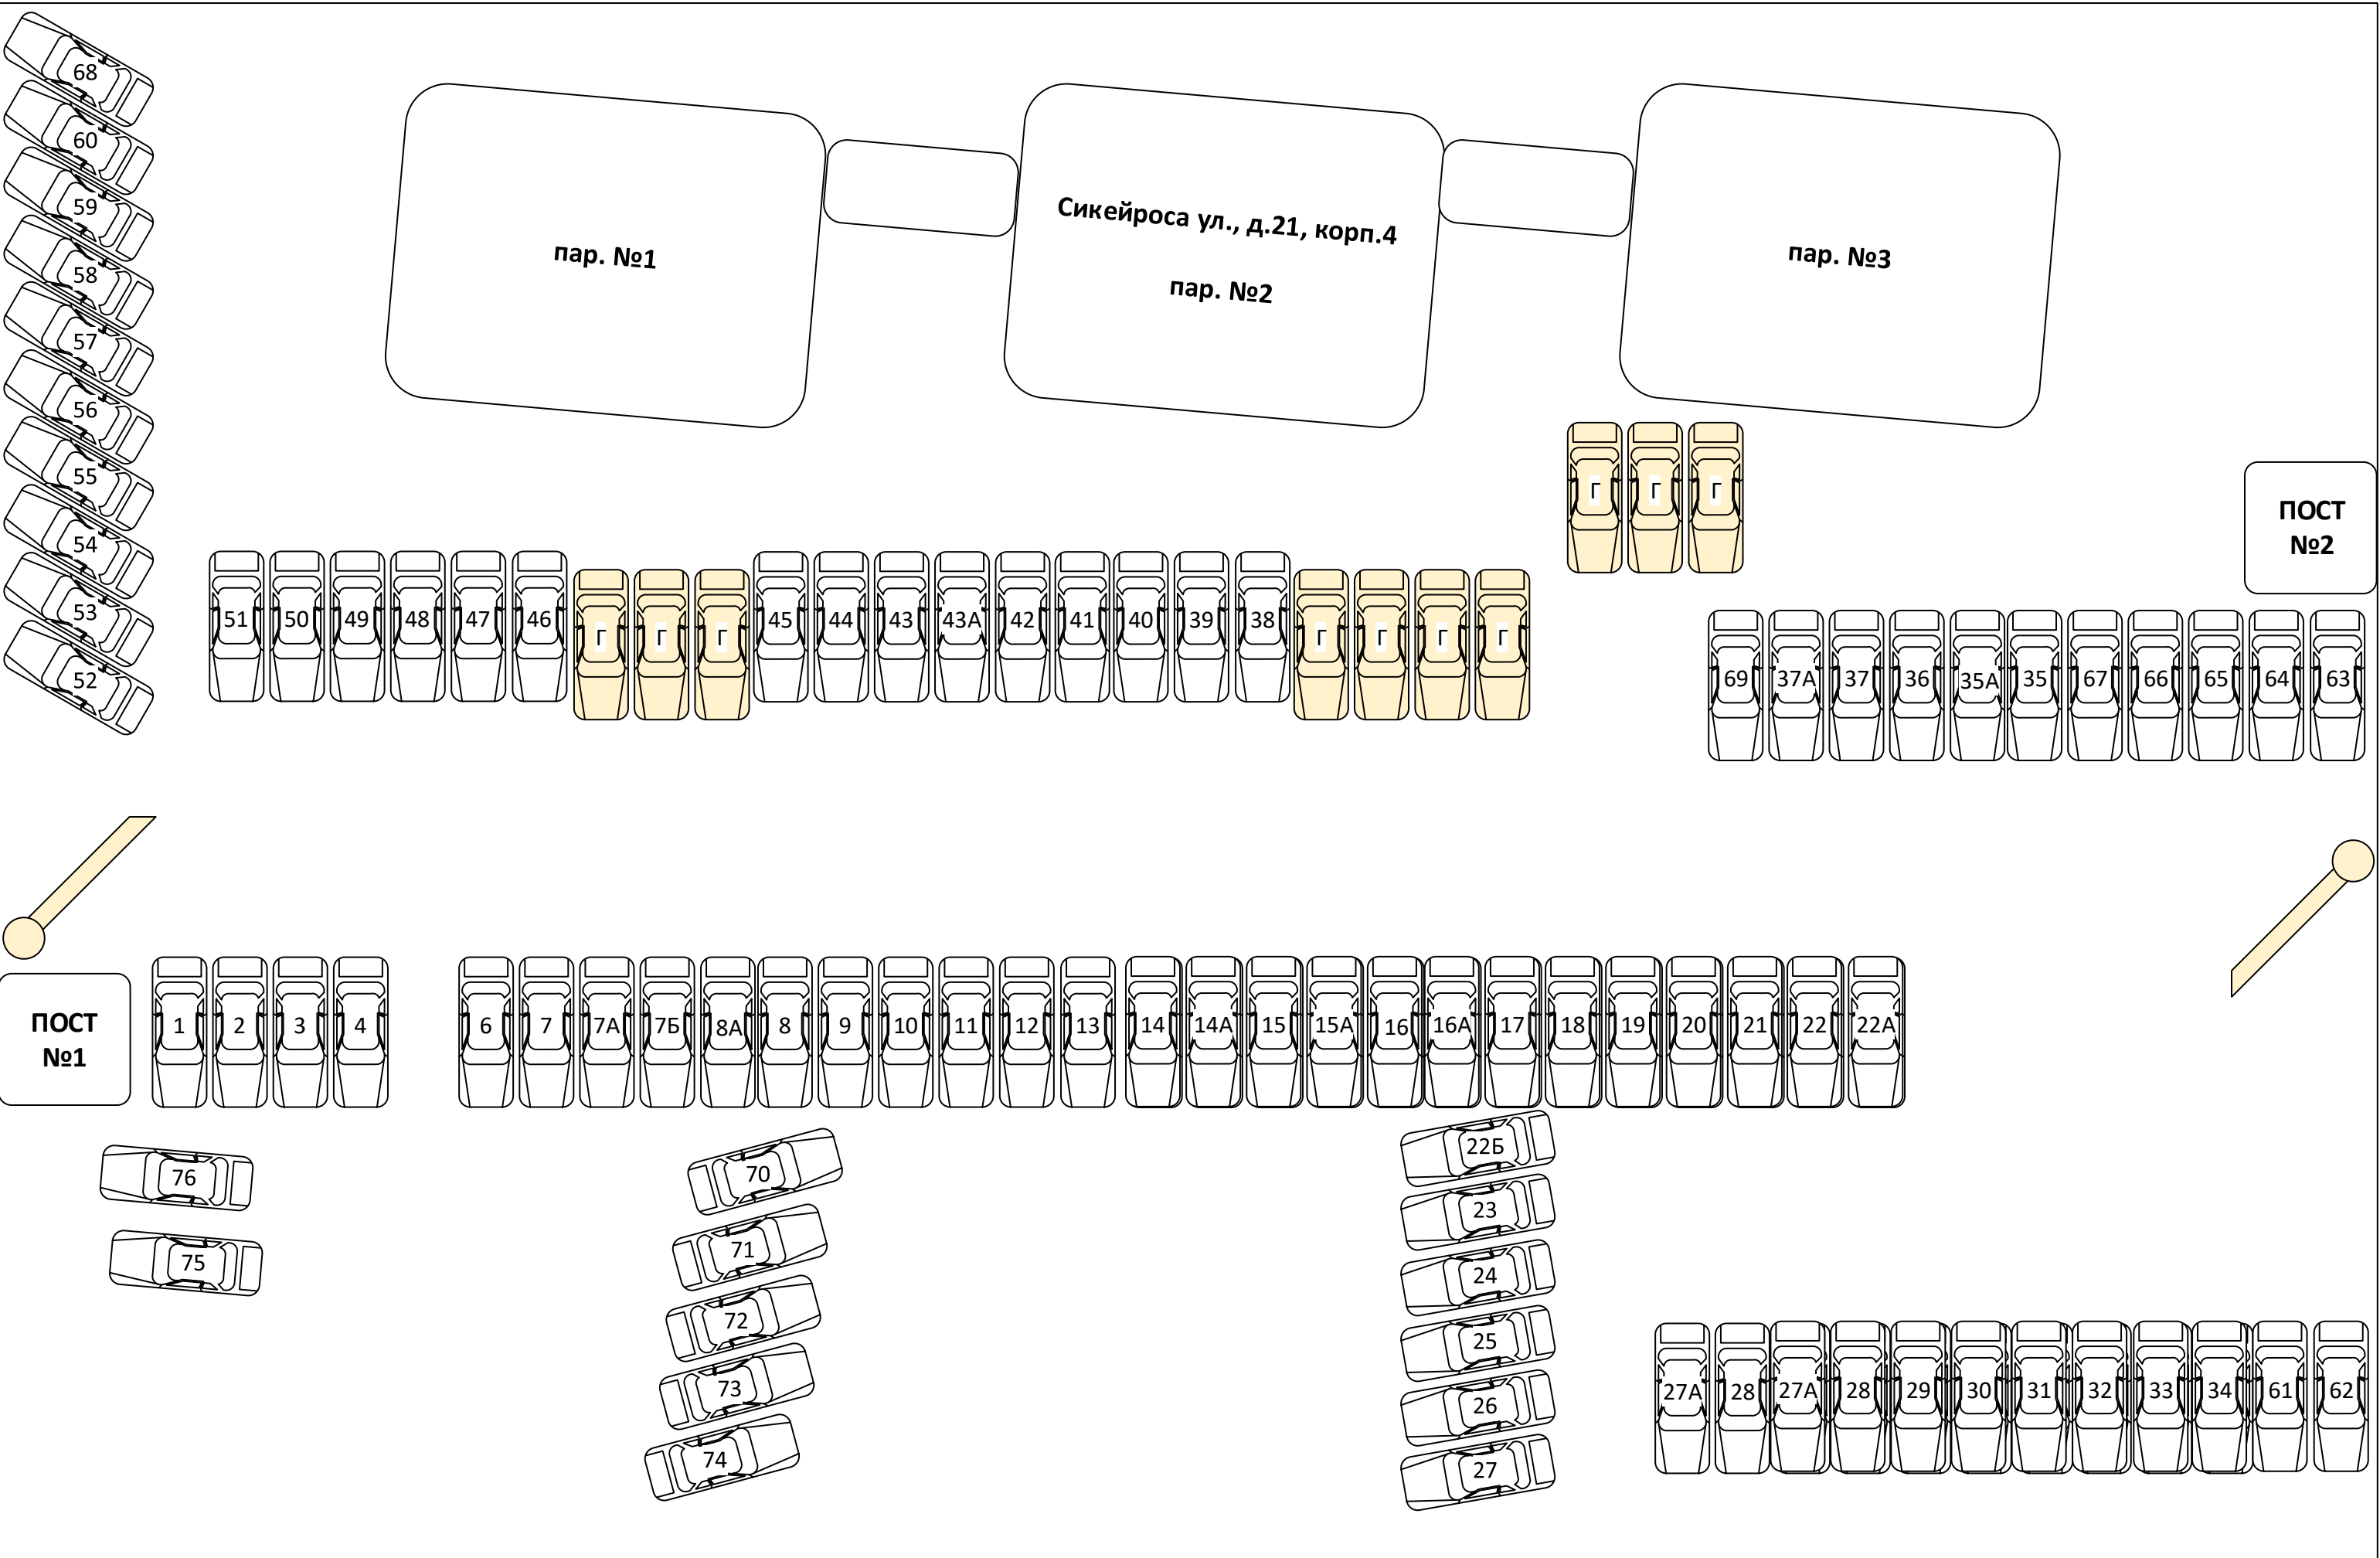 68
60
59
58
57
56
55
54
53
52
пар. №1
Сикейроса ул., д.21, корп.4
пар. №2
пар. №3
Г Г Г
ПОСТ
№2
51 50 49 48 47 46 Г Г Г 45 44 43 43А 42 41 40 39 38 Г Г Г Г
69 37А 37 36 35А 35 67 66 65 64 63
ПОСТ
№1
1 2 3 4 6 7 7А 7Б 8А 8 9 10 11 12 13 14 14А 15 15А 16 16А 17 18 19 20 21 22 22А
76
75
70
71
72
73
74
22Б
23
24
25
26
27
27А 28 27А 28 29 30 31 32 33 34 61 62